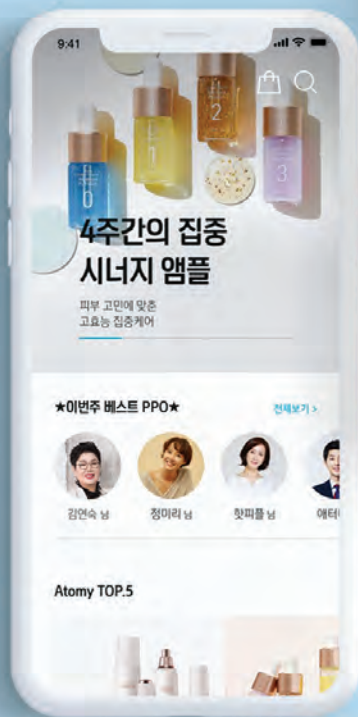 9:41
0
1
2
3
4주간의 집중
시너지 앰플
피부 고민에 맞춘
고효능 집중케어
★이번주 베스트 PPO★
전체보기 >
김연숙 님
정미리 님
핫피플 님
애터
Atomy TOP.5